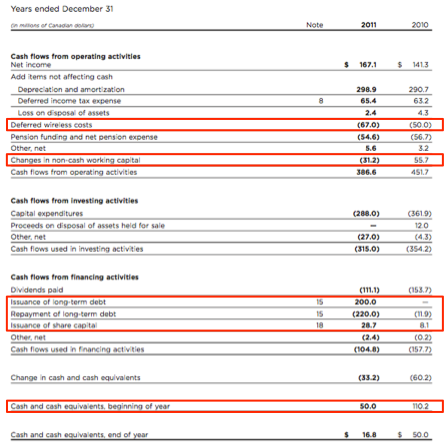 Years ended December 31
(in millions of Canadian dollars) Note 2011 2010
Cash flows from operating activities
Net income $ 167.1 $ 141.3
Add items not affecting cash
Depreciation and amortization 298.9 290.7
Deferred income tax expense 8 65.4 63.2
Loss on disposal of assets 2.4 4.3
Deferred wireless costs (67.0) (50.0)
Pension funding and net pension expense (54.6) (56.7)
Other, net 5.6 3.2
Changes in non-cash working capital (31.2) 55.7
Cash flows from operating activities 386.6 451.7
Cash flows from investing activities
Capital expenditures (288.0) (361.9)
Proceeds on disposal of assets held for sale – 12.0
Other, net (27.0) (4.3)
Cash flows used in investing activities (315.0) (354.2)
Cash flows from financing activities
Dividends paid (111.1) (153.7)
Issuance of long-term debt 15 200.0 –
Repayment of long-term debt 15 (220.0) (11.9)
Issuance of share capital 18 28.7 8.1
Other, net (2.4) (0.2)
Cash flows used in financing activities (104.8) (157.7)
Change in cash and cash equivalents (33.2) (60.2)
Cash and cash equivalents, beginning of year 50.0 110.2
Cash and cash equivalents, end of year $ 16.8 $ 50.0